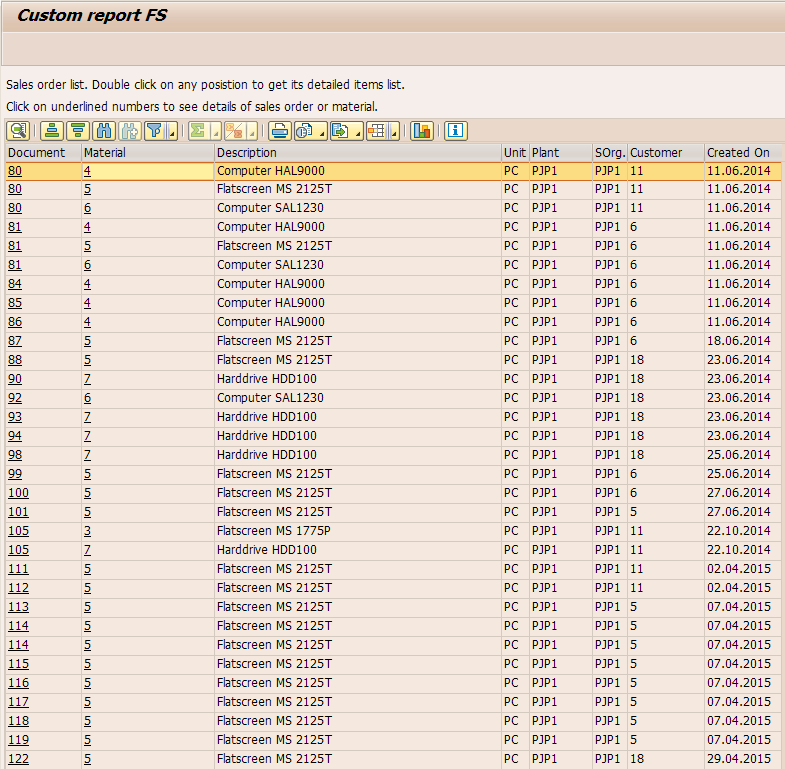 Custom report FS
Sales order list. Double click on any posistion to get its detailed items list.
Click on underlined numbers to see details of sales order or material.
Document Material Description Unit Plant SOrg. Customer Created On
80 4 Computer HAL9000 PC PJP1 PJP1 11 11.06.2014
80 5 Flatscreen MS 2125T PC PJP1 PJP1 11 11.06.2014
80 6 Computer SAL1230 PC PJP1 PJP1 11 11.06.2014
81 4 Computer HAL9000 PC PJP1 PJP1 6 11.06.2014
81 5 Flatscreen MS 2125T PC PJP1 PJP1 6 11.06.2014
81 6 Computer SAL1230 PC PJP1 PJP1 6 11.06.2014
84 4 Computer HAL9000 PC PJP1 PJP1 6 11.06.2014
85 4 Computer HAL9000 PC PJP1 PJP1 6 11.06.2014
86 4 Computer HAL9000 PC PJP1 PJP1 6 11.06.2014
87 5 Flatscreen MS 2125T PC PJP1 PJP1 6 18.06.2014
88 5 Flatscreen MS 2125T PC PJP1 PJP1 18 23.06.2014
90 7 Harddrive HDD100 PC PJP1 PJP1 18 23.06.2014
92 6 Computer SAL1230 PC PJP1 PJP1 18 23.06.2014
93 7 Harddrive HDD100 PC PJP1 PJP1 18 23.06.2014
94 7 Harddrive HDD100 PC PJP1 PJP1 18 23.06.2014
98 7 Harddrive HDD100 PC PJP1 PJP1 18 25.06.2014
99 5 Flatscreen MS 2125T PC PJP1 PJP1 6 25.06.2014
100 5 Flatscreen MS 2125T PC PJP1 PJP1 6 27.06.2014
101 5 Flatscreen MS 2125T PC PJP1 PJP1 5 27.06.2014
105 3 Flatscreen MS 1775P PC PJP1 PJP1 11 22.10.2014
105 7 Harddrive HDD100 PC PJP1 PJP1 11 22.10.2014
111 5 Flatscreen MS 2125T PC PJP1 PJP1 11 02.04.2015
112 5 Flatscreen MS 2125T PC PJP1 PJP1 11 02.04.2015
113 5 Flatscreen MS 2125T PC PJP1 PJP1 5 07.04.2015
114 5 Flatscreen MS 2125T PC PJP1 PJP1 5 07.04.2015
114 5 Flatscreen MS 2125T PC PJP1 PJP1 5 07.04.2015
115 5 Flatscreen MS 2125T PC PJP1 PJP1 5 07.04.2015
116 5 Flatscreen MS 2125T PC PJP1 PJP1 5 07.04.2015
117 5 Flatscreen MS 2125T PC PJP1 PJP1 5 07.04.2015
118 5 Flatscreen MS 2125T PC PJP1 PJP1 5 07.04.2015
119 5 Flatscreen MS 2125T PC PJP1 PJP1 5 07.04.2015
122 5 Flatscreen MS 2125T PC PJP1 PJP1 18 29.04.2015